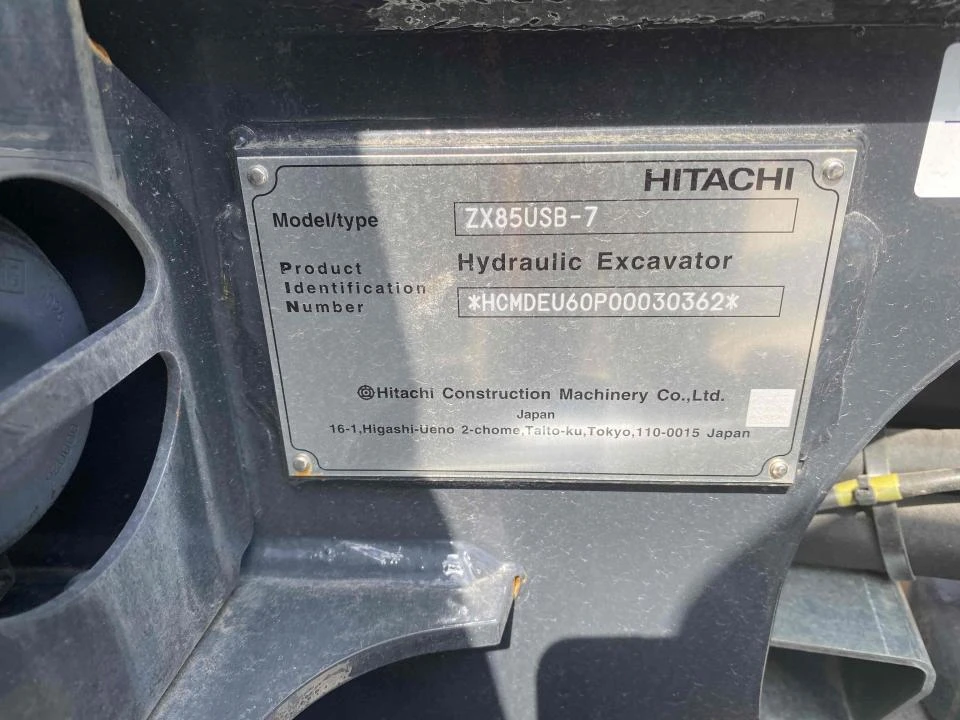 HITACHI
Model/type ZX85USB-7
Hydraulic Excavator
Product
Identification
Number *HCMDEU60P00030362*
Hitachi Construction Machinery Co.,Ltd.
Japan
16-1,Higashi-Ueno 2-chome,Taito-ku,Tokyo,110-0015 Japan